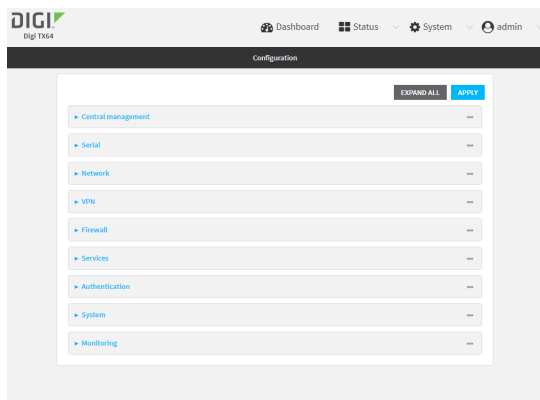 DIGI
Digi TX64
Dashboard Status System admin
Configuration
EXPAND ALL APPLY
Central management
Serial
Network
VPN
Firewall
Services
Authentication
System
Monitoring